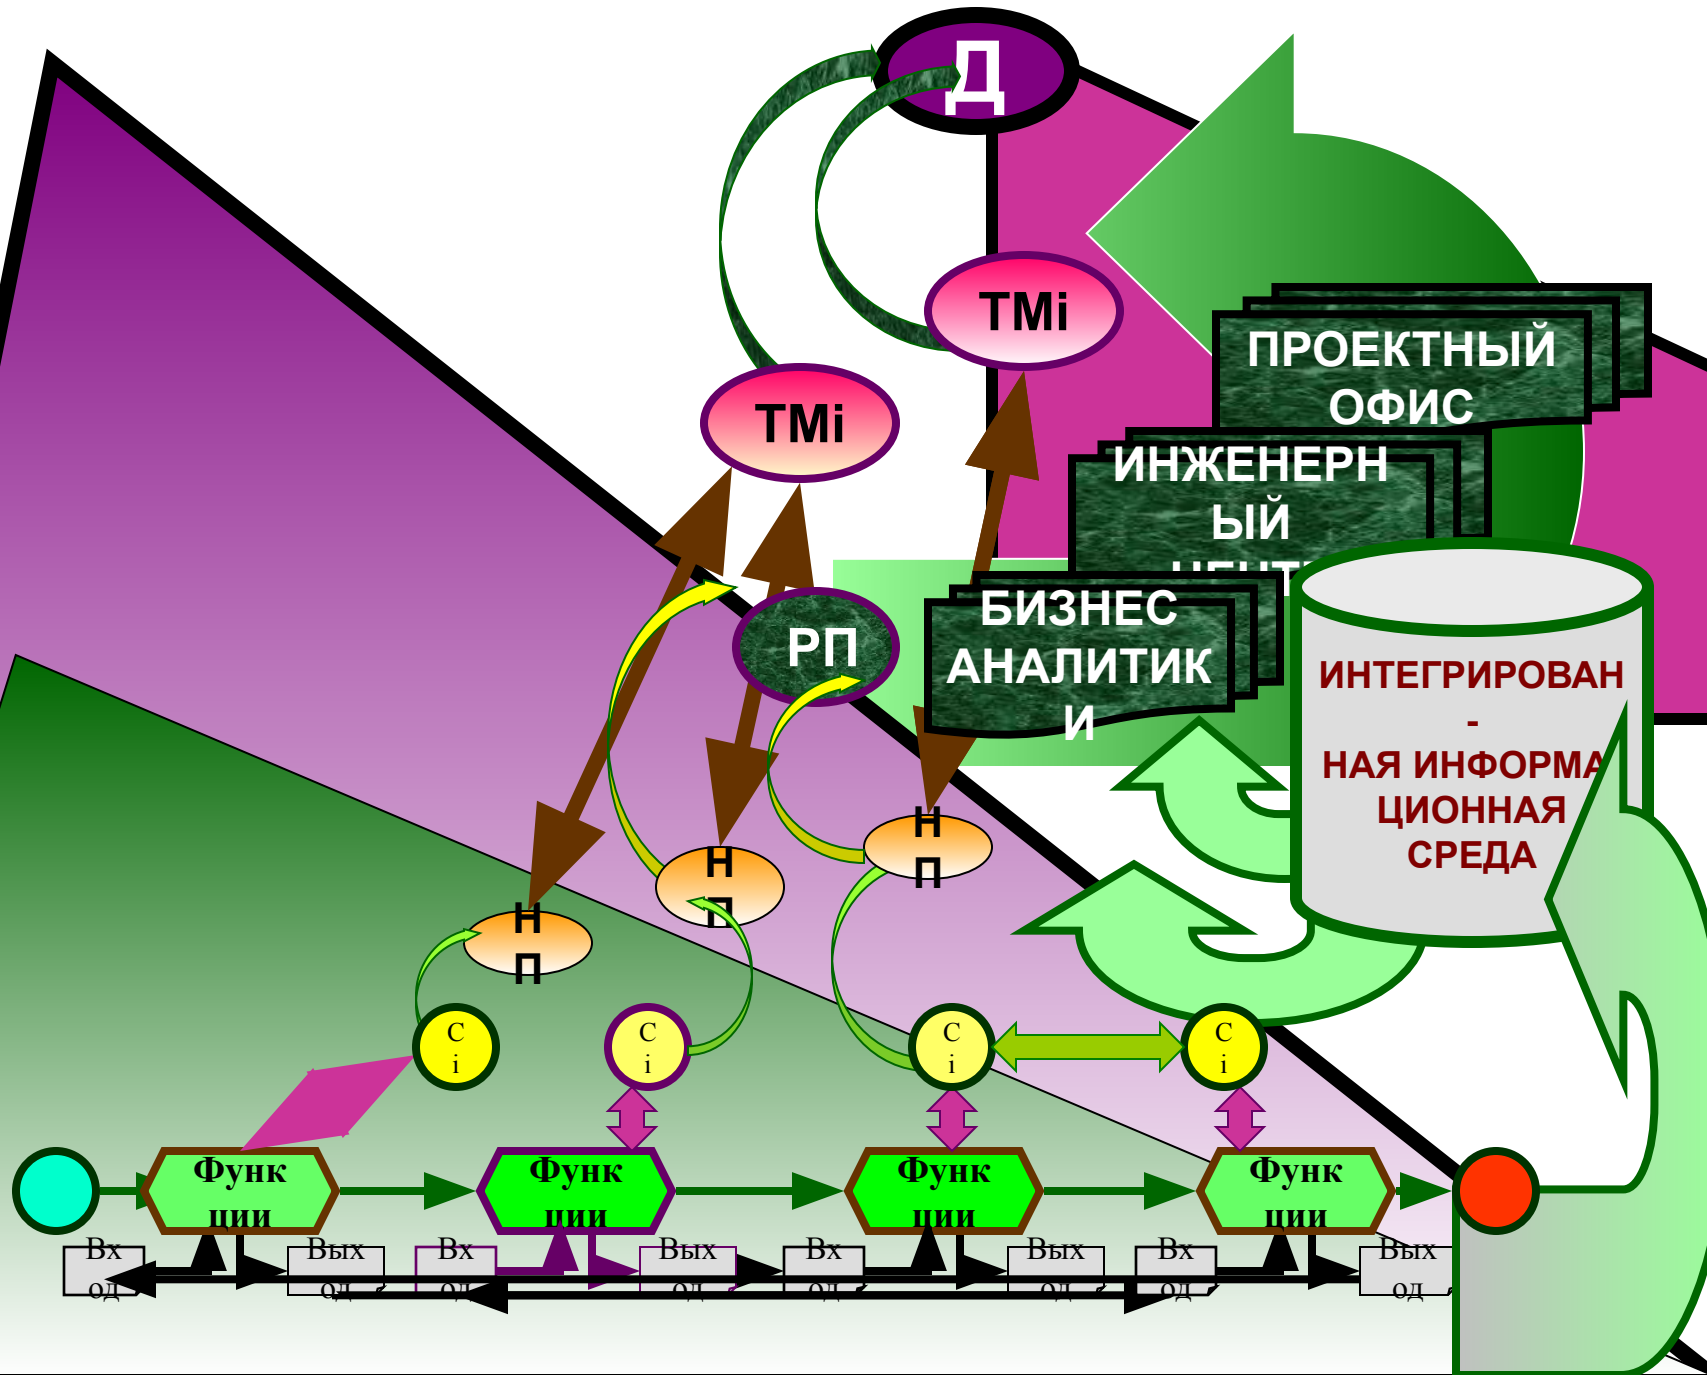 Д
ТМi
ТМi
ПРОЕКТНЫЙ
ОФИС
ИНЖЕНЕРН
ЫЙ
ЦЕНТ
РП
БИЗНЕС
АНАЛИТИК
И
ИНТЕГРИРОВАН
-
НАЯ ИНФОРМА
ЦИОННАЯ
СРЕДА
Н
П
Н
П
Н
П
С
i
С
i
С
i
С
i
Функ
ции
Функ
ции
Функ
ции
Функ
ции
Вх
од
Вых
од
Вх
од
Вых
од
Вх
од
Вых
од
Вх
од
Вых
од